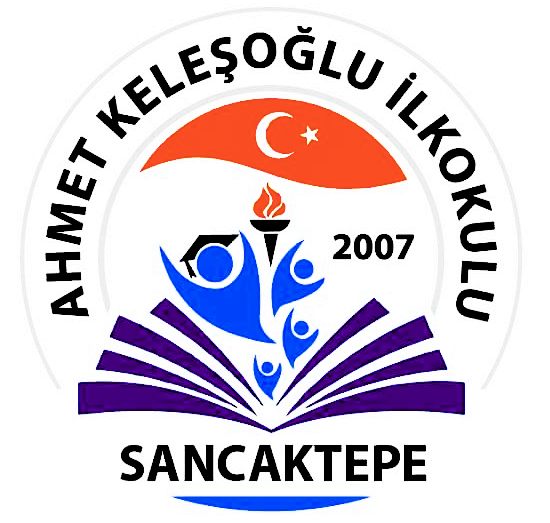 AHMET KELEŞOĞLU İLKOKULU
2007
SANCAKTEPE